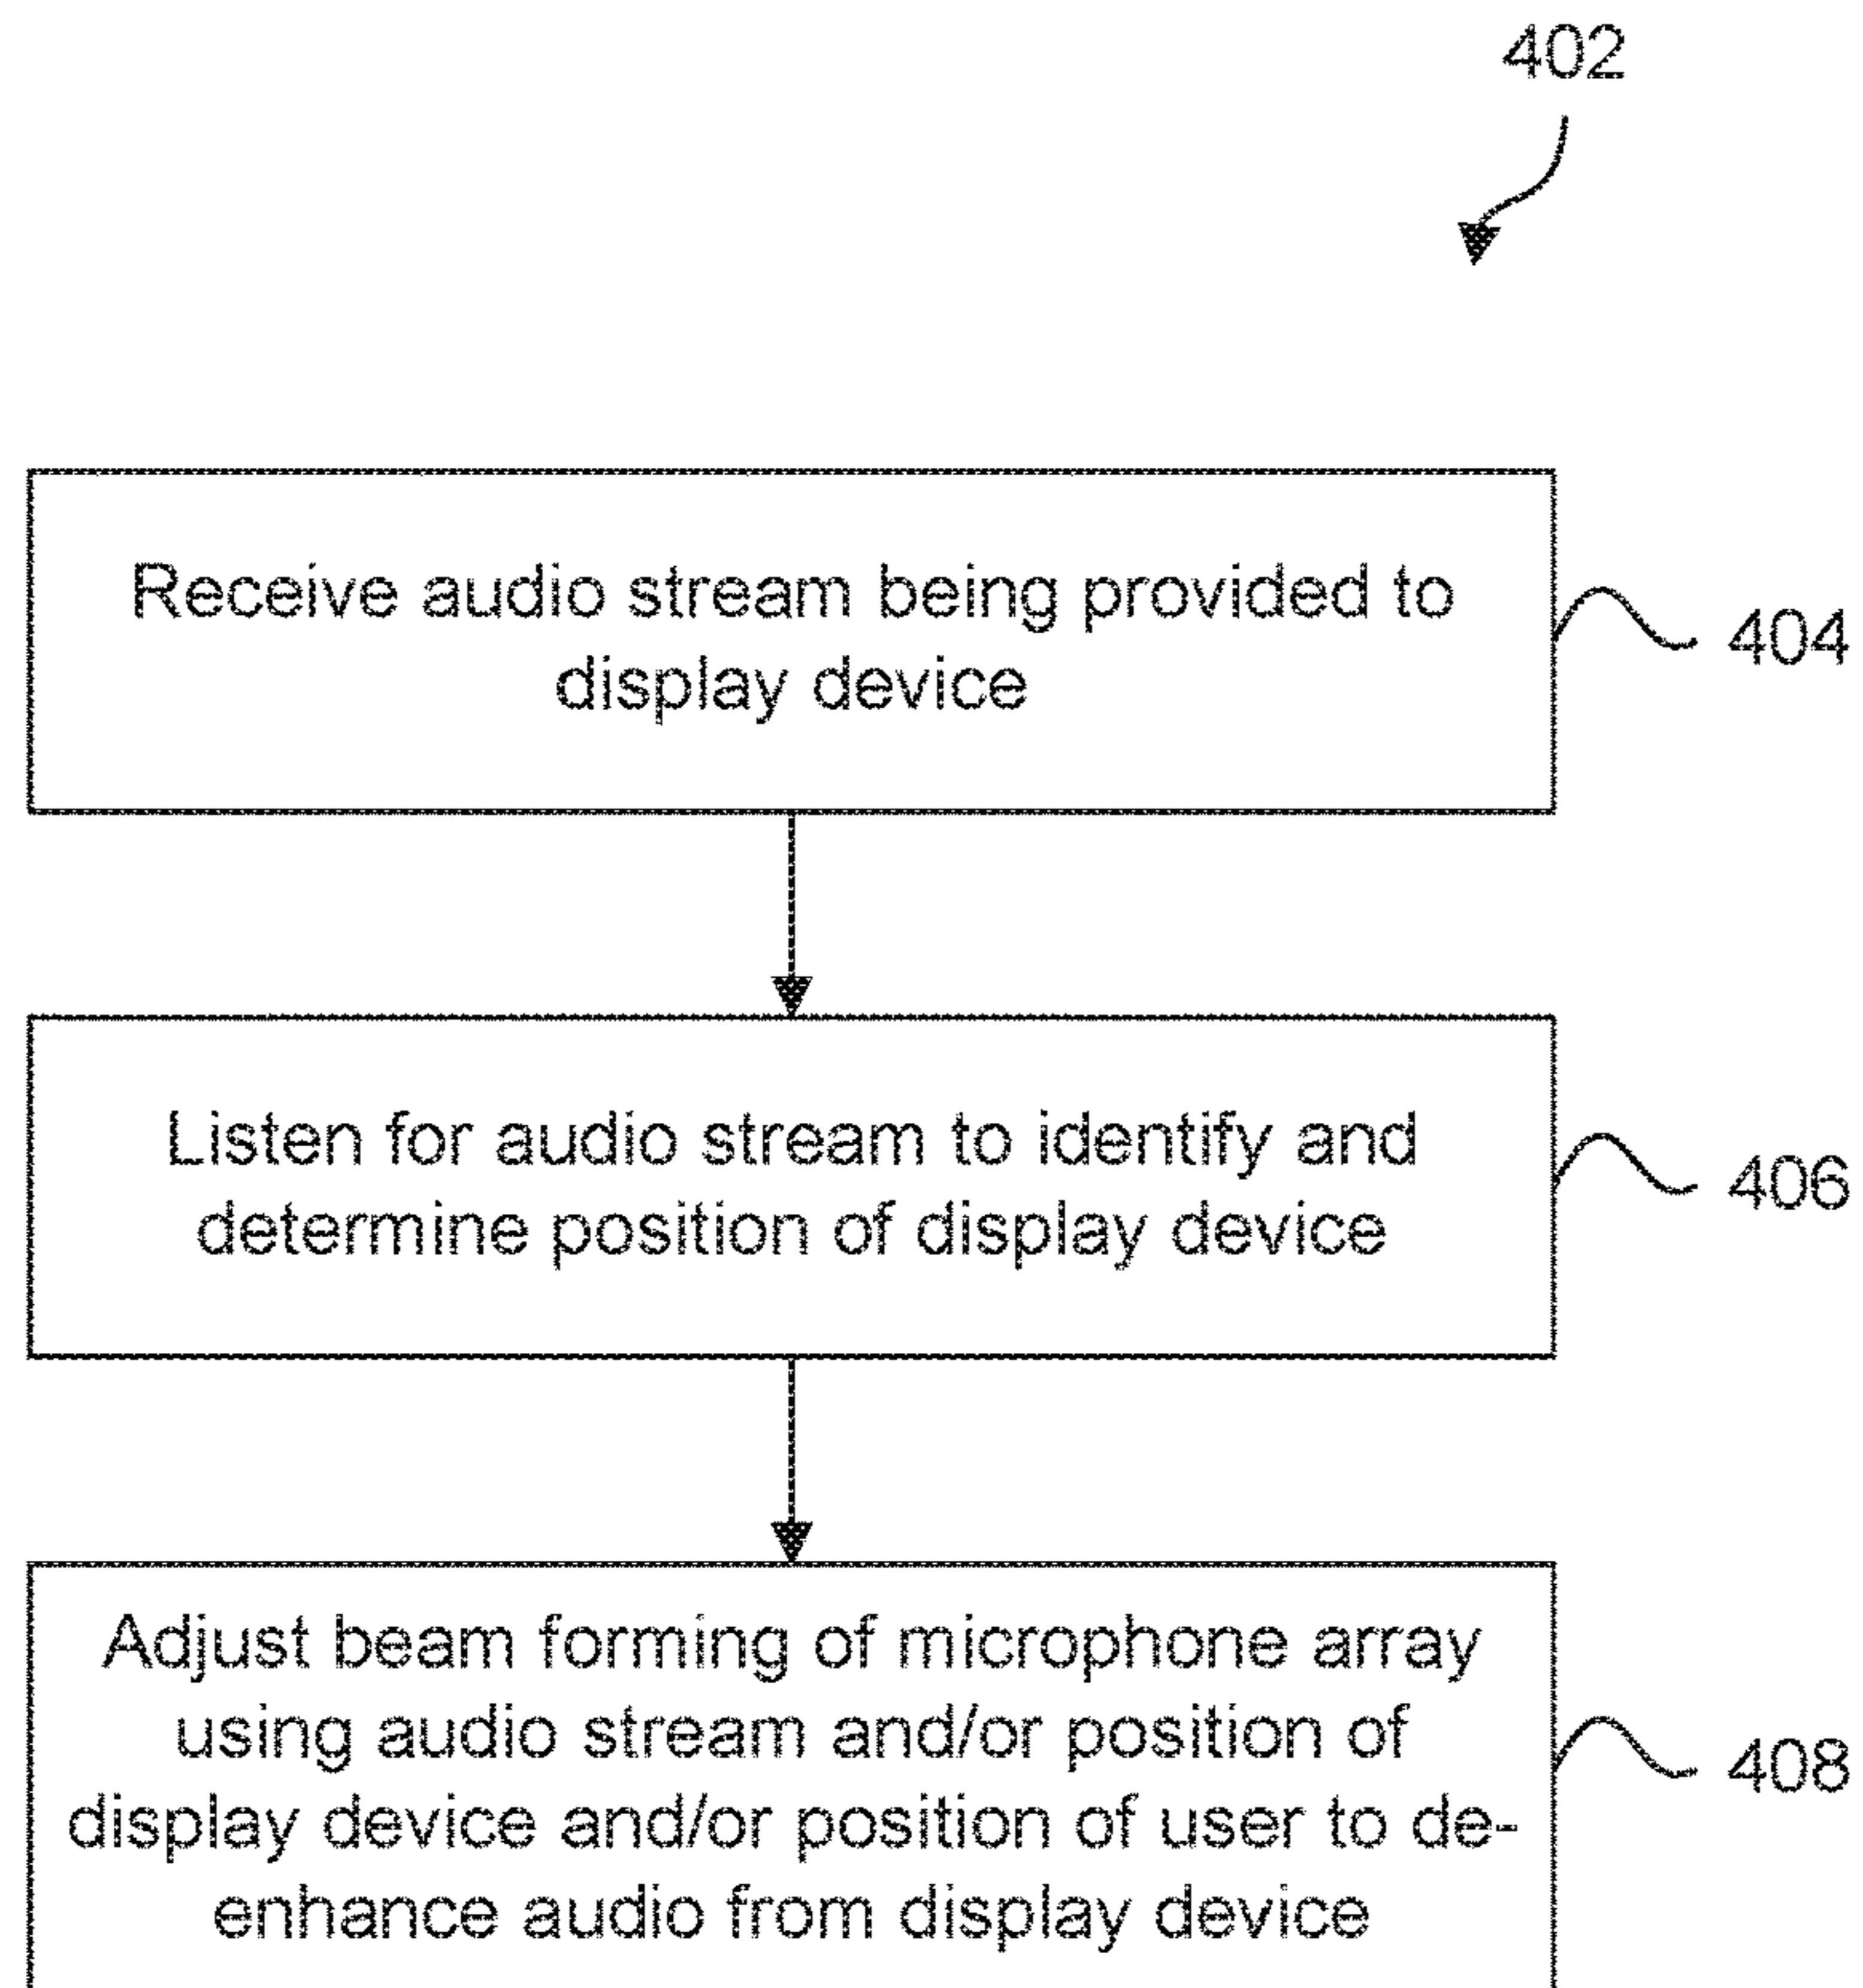 402
Receive audio stream being provided to
display device
404
Listen for audio stream to identify and
determine position of display device
406
Adjust beam forming of microphone array
using audio stream and/or position of
display device and/or position of user to de-
enhance audio from display device
408